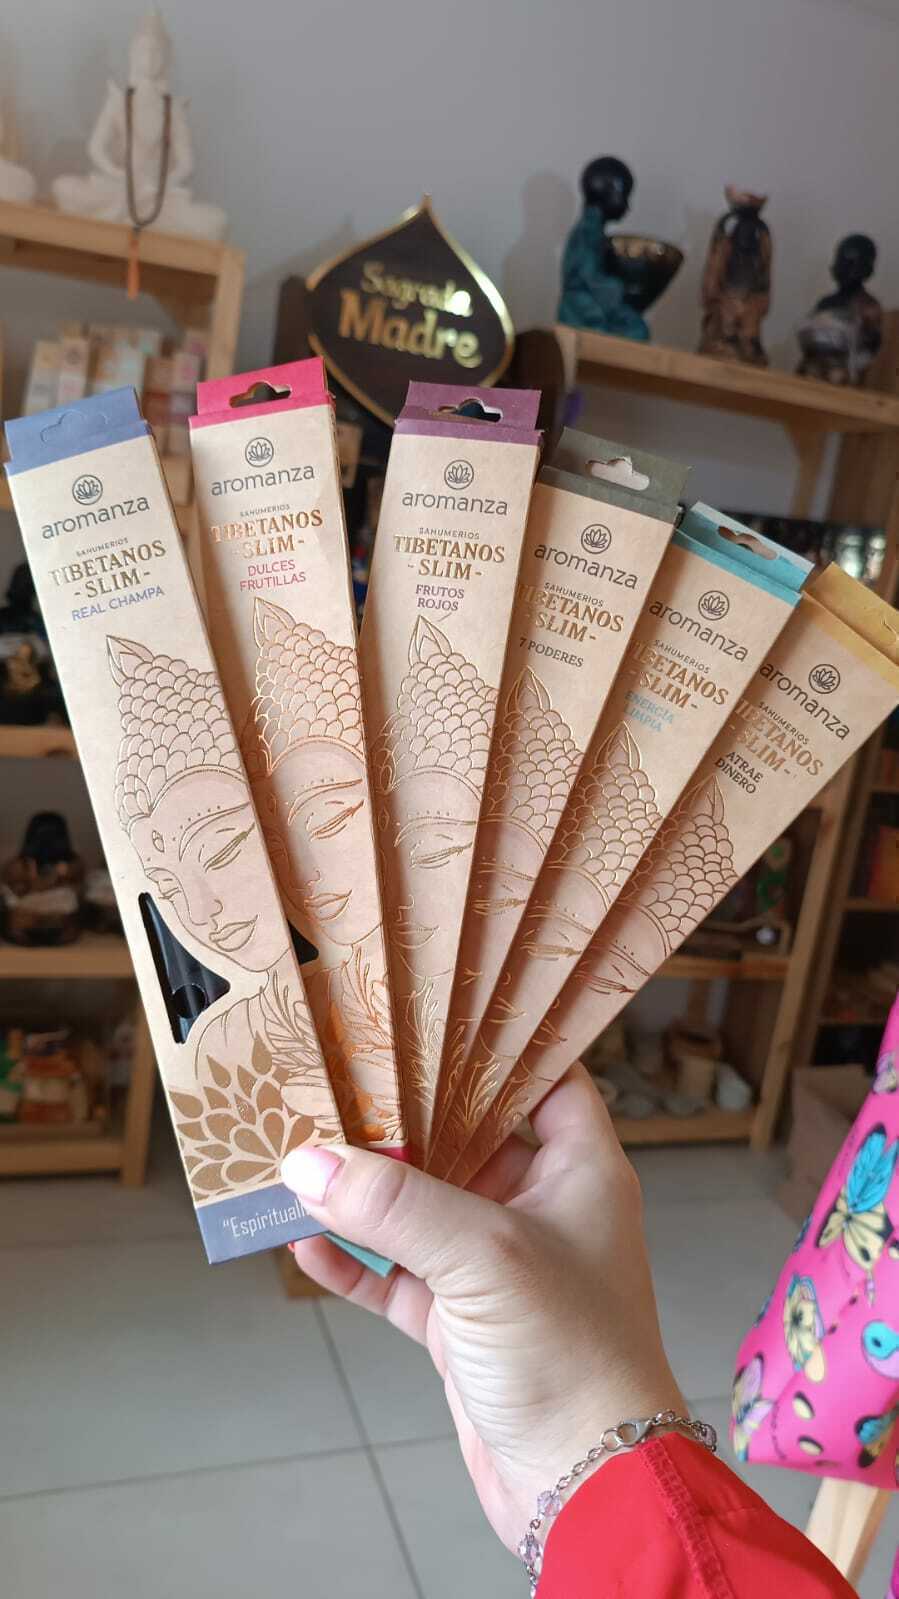 Sagrada
Madre
aromanza
SAHUMERIOS
TIBETANOS
-SLIM-
REAL CHAMPA
"Espirituali
aromanza
SAHUMERIOS
TIBETANOS
-SLIM-
DULCES
FRUTILLAS
aromanza
SAHUMERIOS
TIBETANOS
-SLIM-
FRUTOS
ROJOS
aromanza
SAHUMERIOS
TIBETANOS
-SLIM-
7 PODERES
aromanza
SAHUMERIOS
TIBETANOS
-SLIM-
ENERGIA
LIMPIA
aromanza
SAHUMERIOS
TIBETANOS
-SLIM-
ATRAE
DINERO